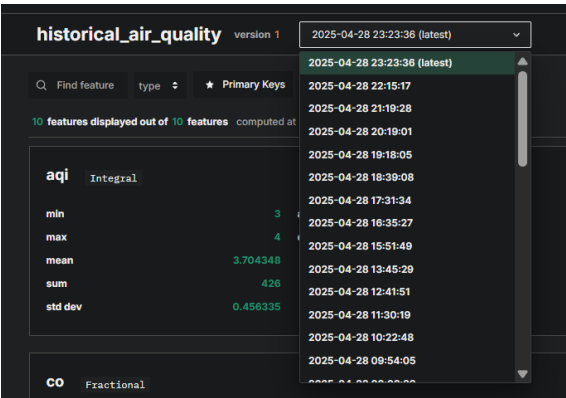 historical_air_quality version 1 2025-04-28 23:23:36 (latest)
2025-04-28 23:23:36 (latest)
Find feature type Primary Keys
2025-04-28 22:15:17
2025-04-28 21:19:28
10 features displayed out of 10 features computed at
2025-04-28 20:19:01
2025-04-28 19:18:05
aqi Integral
2025-04-28 18:39:08
2025-04-28 17:31:34
min 3
2025-04-28 16:35:27
max 4
2025-04-28 15:51:49
mean 3.704348
2025-04-28 13:45:29
sum 426
2025-04-28 12:41:51
std dev 0.456335
2025-04-28 11:30:19
2025-04-28 10:22:48
2025-04-28 09:54:05
co Fractional